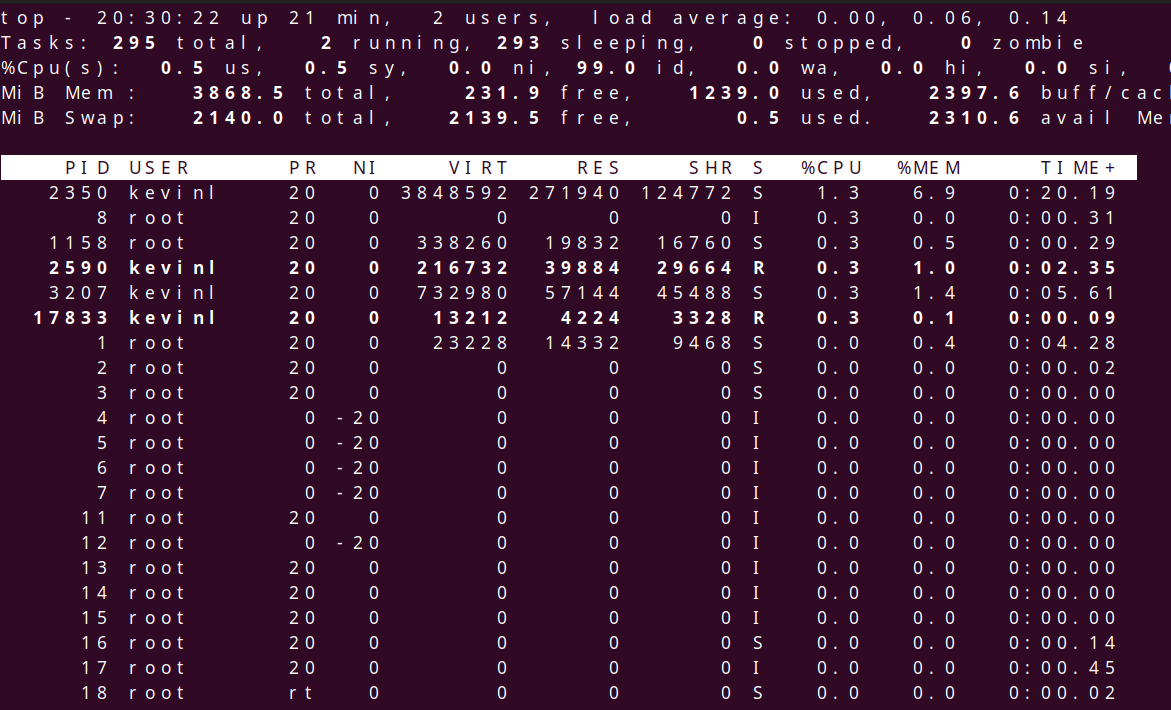 top - 20:30:22 up 21 min, 2 users, load average: 0.00, 0.06, 0.14
Tasks: 295 total, 2 running, 293 sleeping, 0 stopped, 0 zombie
%Cpu(s): 0.5 us, 0.5 sy, 0.0 ni, 99.0 id, 0.0 wa, 0.0 hi, 0.0 si,
MiB Mem : 3868.5 total, 231.9 free, 1239.0 used, 2397.6 buff/cac
MiB Swap: 2140.0 total, 2139.5 free, 0.5 used. 2310.6 avail Me
PID USER PR NI VIRT RES SHR S %CPU %MEM TIME+
2350 kevinl 20 0 3848592 271940 124772 S 1.3 6.9 0:20.19
8 root 20 0 0 0 0 I 0.3 0.0 0:00.31
1158 root 20 0 338260 19832 16760 S 0.3 0.5 0:00.29
2590 kevinl 20 0 216732 39884 29664 R 0.3 1.0 0:02.35
3207 kevinl 20 0 732980 57144 45488 S 0.3 1.4 0:05.61
17833 kevinl 20 0 13212 4224 3328 R 0.3 0.1 0:00.09
1 root 20 0 23228 14332 9468 S 0.0 0.4 0:04.28
2 root 20 0 0 0 0 S 0.0 0.0 0:00.02
3 root 20 0 0 0 0 S 0.0 0.0 0:00.00
4 root 0 -20 0 0 0 I 0.0 0.0 0:00.00
5 root 0 -20 0 0 0 I 0.0 0.0 0:00.00
6 root 0 -20 0 0 0 I 0.0 0.0 0:00.00
7 root 0 -20 0 0 0 I 0.0 0.0 0:00.00
11 root 20 0 0 0 0 I 0.0 0.0 0:00.00
12 root 0 -20 0 0 0 I 0.0 0.0 0:00.00
13 root 20 0 0 0 0 I 0.0 0.0 0:00.00
14 root 20 0 0 0 0 I 0.0 0.0 0:00.00
15 root 20 0 0 0 0 I 0.0 0.0 0:00.00
16 root 20 0 0 0 0 S 0.0 0.0 0:00.14
17 root 20 0 0 0 0 I 0.0 0.0 0:00.45
18 root rt 0 0 0 0 S 0.0 0.0 0:00.02